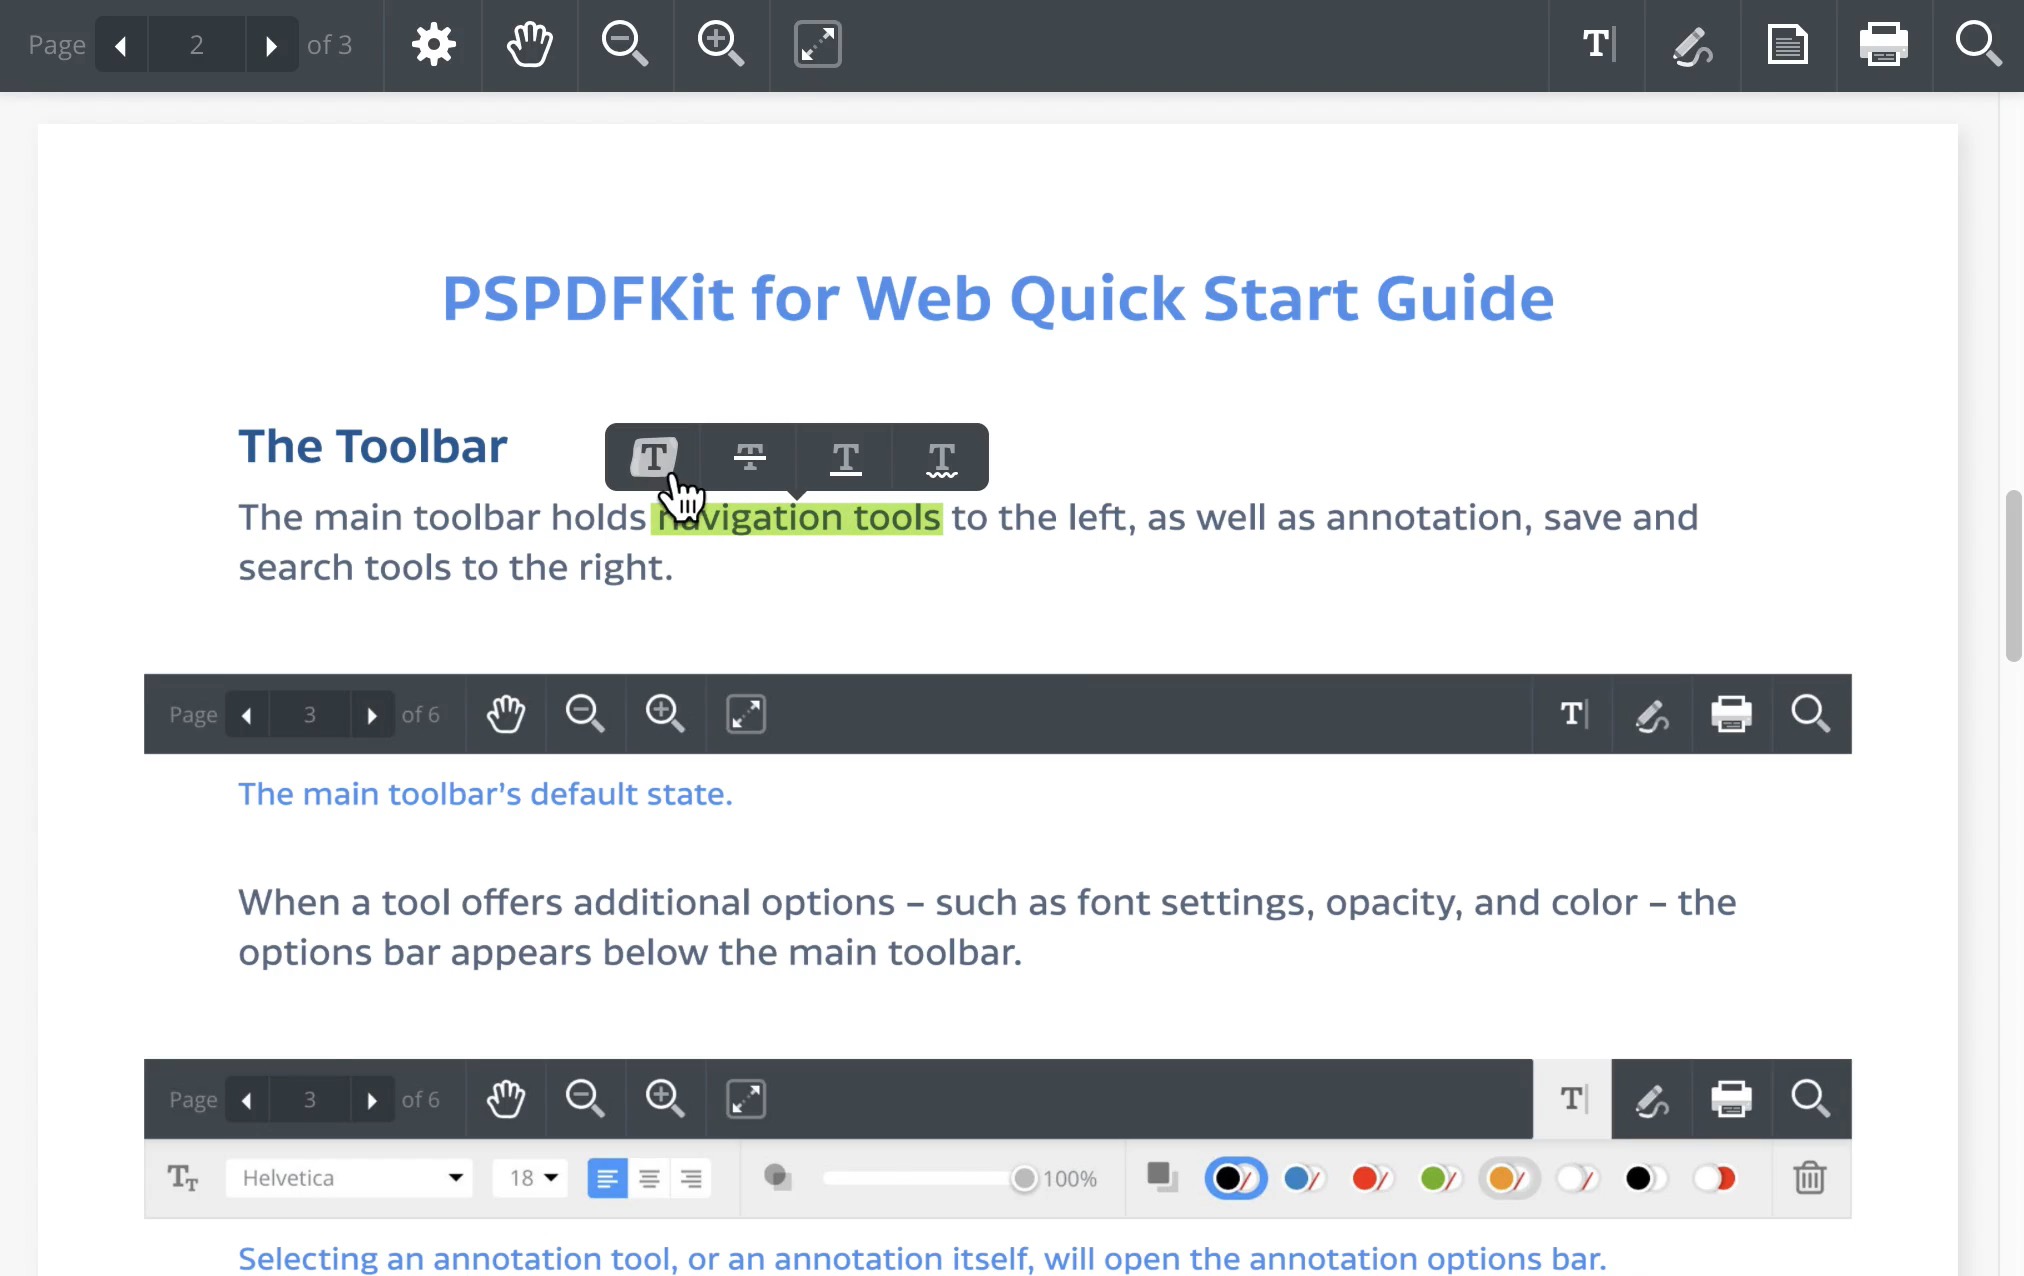 Page 2 of 3
T
PSPDFKit for Web Quick Start Guide
The Toolbar
T T T T
The main toolbar holds navigation tools to the left, as well as annotation, save and
search tools to the right.
Page 3 of 6
T
The main toolbar’s default state.
When a tool offers additional options – such as font settings, opacity, and color – the
options bar appears below the main toolbar.
Page 3 of 6
T
TT Helvetica 18 100%
Selecting an annotation tool, or an annotation itself, will open the annotation options bar.